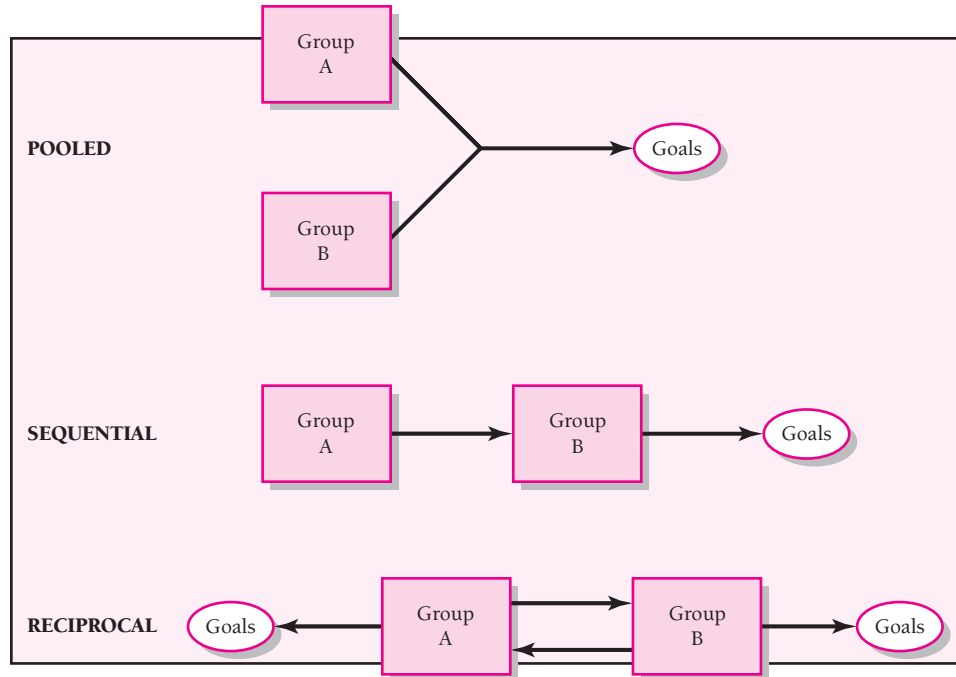 Group
A
POOLED
Goals
Group
B
Group
A
Group
B
SEQUENTIAL
Goals
Group
A
Group
B
RECIPROCAL
Goals
Goals